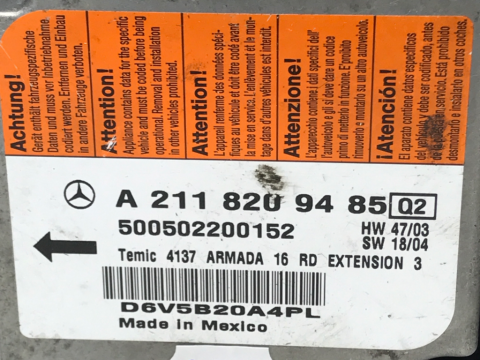 Achtung!
Gerät enthält fahrzeugspezifische
Daten und muss vor Inbetriebnahme
codiert werden. Entfernen und Einbau
in andere Fahrzeuge verboten.
Attention!
Appliance contains data for the specific
vehicle and must be coded before being
operational. Removal and installation
in other vehicles prohibited.
Attention!
L'appareil renferme des données spéci-
fiques au véhicule et doit être codé avant
la mise en service. L'enlèvement et le mon-
tage dans d'autres véhicules est interdit.
Attenzione!
L'apparecchio contiene i dati specifici dell'
autoveicolo e gli si deve dare un codice
primo di metterlo in funzione. E'proibito
rimuoverlo o montarlo su un altro autoveicolo.
¡Atención!
El aparato contiene datos específicos
del vehículo y debe ser codificado, antes
de su puesta en servicio. Está prohibido
desmontarlo e insalarlo en otros coches.
A 211 820 94 85 Q2
500502200152
HW 47/03
SW 18/04
Temic 4137 ARMADA 16 RD EXTENSION 3
D6V5B20A4PL
Made in Mexico